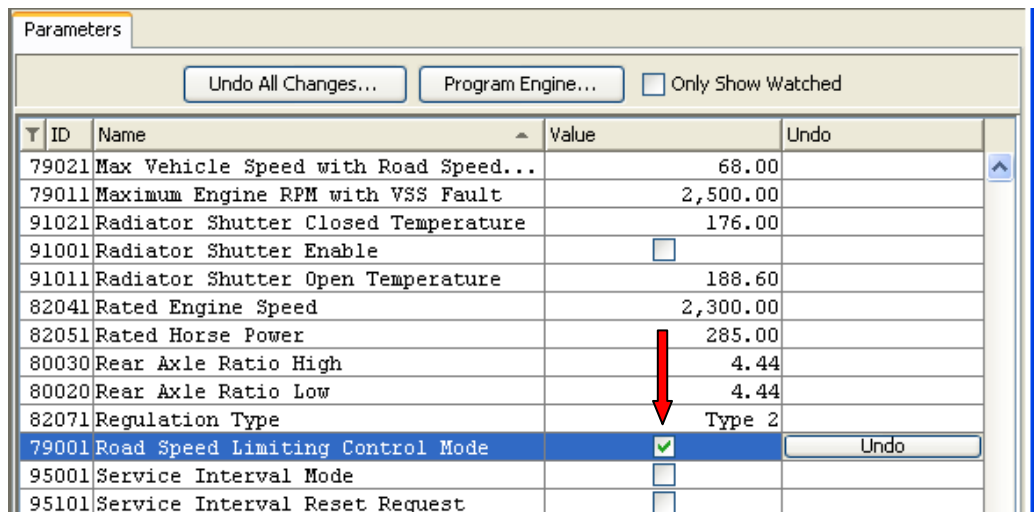 Parameters
Undo All Changes... Program Engine... Only Show Watched
ID Name Value Undo
79021 Max Vehicle Speed with Road Speed... 68.00
79011 Maximum Engine RPM with VSS Fault 2,500.00
91021 Radiator Shutter Closed Temperature 176.00
91001 Radiator Shutter Enable
91011 Radiator Shutter Open Temperature 188.60
82041 Rated Engine Speed 2,300.00
82051 Rated Horse Power 285.00
80030 Rear Axle Ratio High 4.44
80020 Rear Axle Ratio Low 4.44
82071 Regulation Type Type 2
79001 Road Speed Limiting Control Mode Undo
95001 Service Interval Mode
95101 Service Interval Reset Request